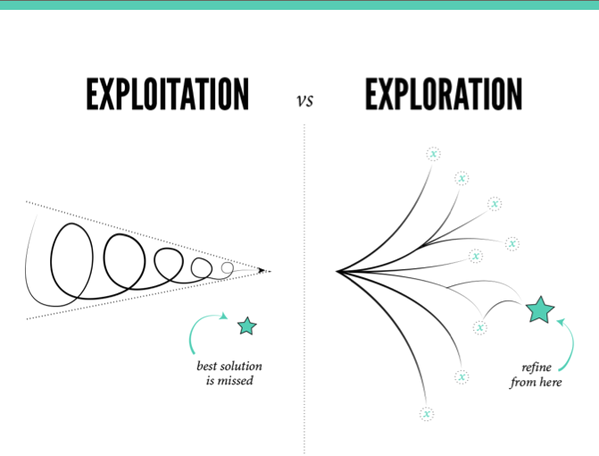 EXPLOITATION
vs
EXPLORATION
x
x
x
x
x
x
x
x
best solution
is missed
refine
from here